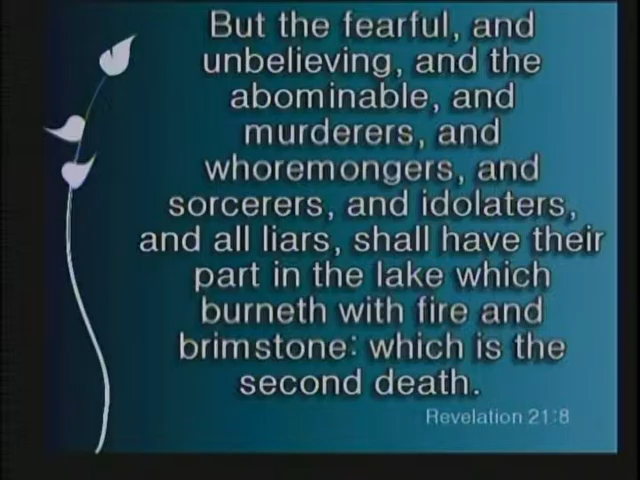 But the fearful, and
unbelieving, and the
abominable, and
murderers, and
whoremongers, and
sorcerers, and idolaters,
and all liars, shall have their
part in the lake which
burneth with fire and
brimstone: which is the
second death.
Revelation 21:8